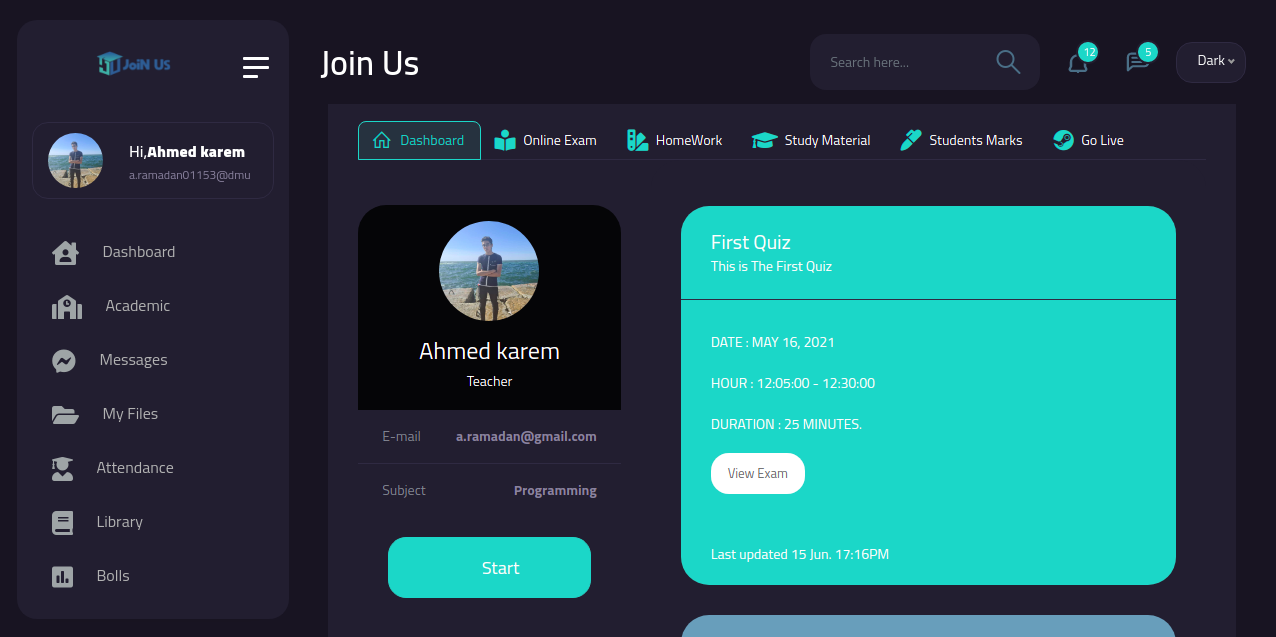 JoiN US
Hi,Ahmed karem
a.ramadan01153@dmu
Dashboard
Academic
Messages
My Files
Attendance
Library
Bolls
Join Us
Search here...
12
5
Dark
Dashboard
Online Exam
HomeWork
Study Material
Students Marks
Go Live
Ahmed karem
Teacher
E-mail
a.ramadan@gmail.com
Subject
Programming
Start
First Quiz
This is The First Quiz
DATE : MAY 16, 2021
HOUR : 12:05:00 - 12:30:00
DURATION : 25 MINUTES.
View Exam
Last updated 15 Jun. 17:16PM